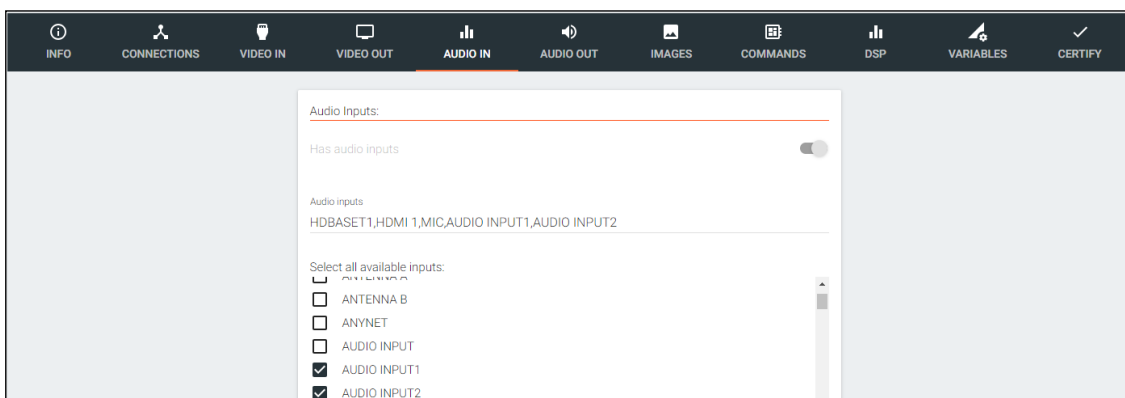 INFO CONNECTIONS VIDEO IN VIDEO OUT AUDIO IN AUDIO OUT IMAGES COMMANDS DSP VARIABLES CERTIFY
Audio Inputs:
Has audio inputs
Audio inputs
HDBASET1,HDMI 1,MIC,AUDIO INPUT1,AUDIO INPUT2
Select all available inputs:
ANTENNA A
ANTENNA B
ANYNET
AUDIO INPUT
AUDIO INPUT1
AUDIO INPUT2